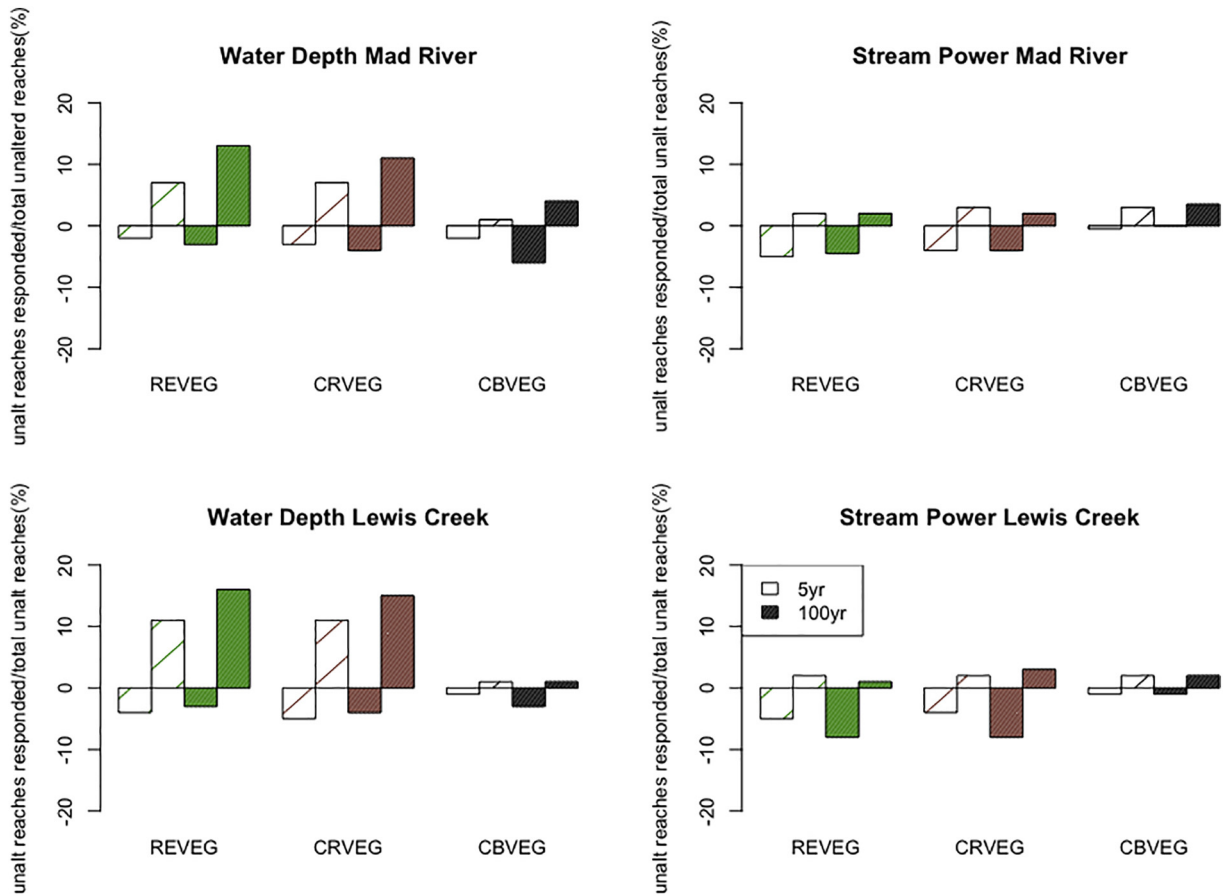 Water Depth Mad River
unalt reaches responded/total unalterd reaches(%)
20
10
0
-10
-20
REVEG CRVEG CBVEG
Stream Power Mad River
unalt reaches responded/total unalt reaches(%)
20
10
0
-10
-20
REVEG CRVEG CBVEG
Water Depth Lewis Creek
unalt reaches responded/total unalt reaches(%)
20
10
0
-10
-20
REVEG CRVEG CBVEG
Stream Power Lewis Creek
unalt reaches responded/total unalt reaches(%)
20
10
0
-10
-20
5yr
100yr
REVEG CRVEG CBVEG